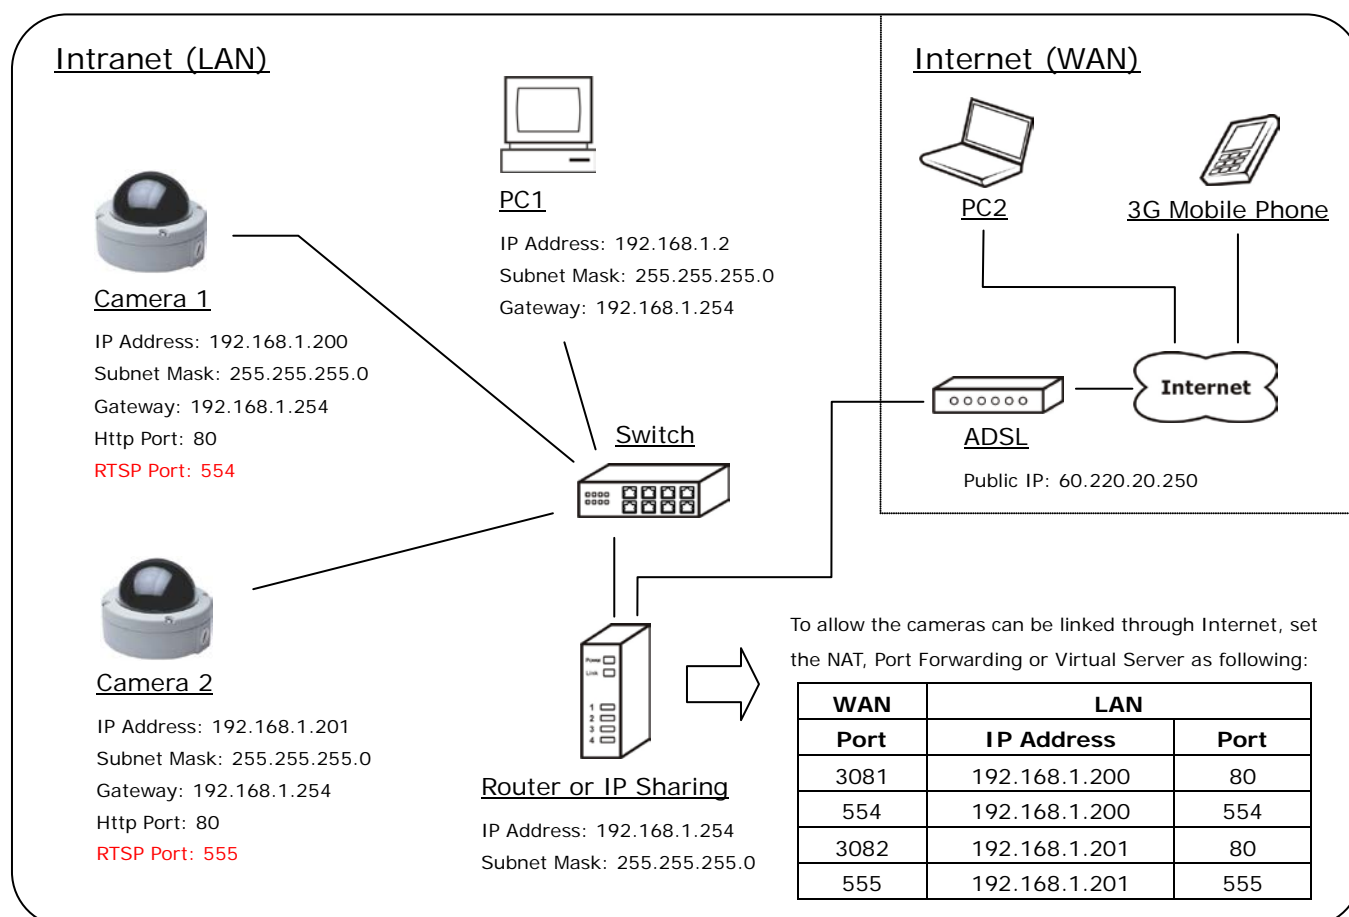 Intranet (LAN)
Internet (WAN)
PC1
IP Address: 192.168.1.2
Subnet Mask: 255.255.255.0
Gateway: 192.168.1.254
PC2
3G Mobile Phone
Camera 1
IP Address: 192.168.1.200
Subnet Mask: 255.255.255.0
Gateway: 192.168.1.254
Http Port: 80
RTSP Port: 554
Internet
ADSL
Public IP: 60.220.20.250
Switch
Camera 2
IP Address: 192.168.1.201
Subnet Mask: 255.255.255.0
Gateway: 192.168.1.254
Http Port: 80
RTSP Port: 555
Power
Link
1
2
3
4
Router or IP Sharing
IP Address: 192.168.1.254
Subnet Mask: 255.255.255.0
To allow the cameras can be linked through Internet, set
the NAT, Port Forwarding or Virtual Server as following:
WAN LAN
Port IP Address Port
3081 192.168.1.200 80
554 192.168.1.200 554
3082 192.168.1.201 80
555 192.168.1.201 555